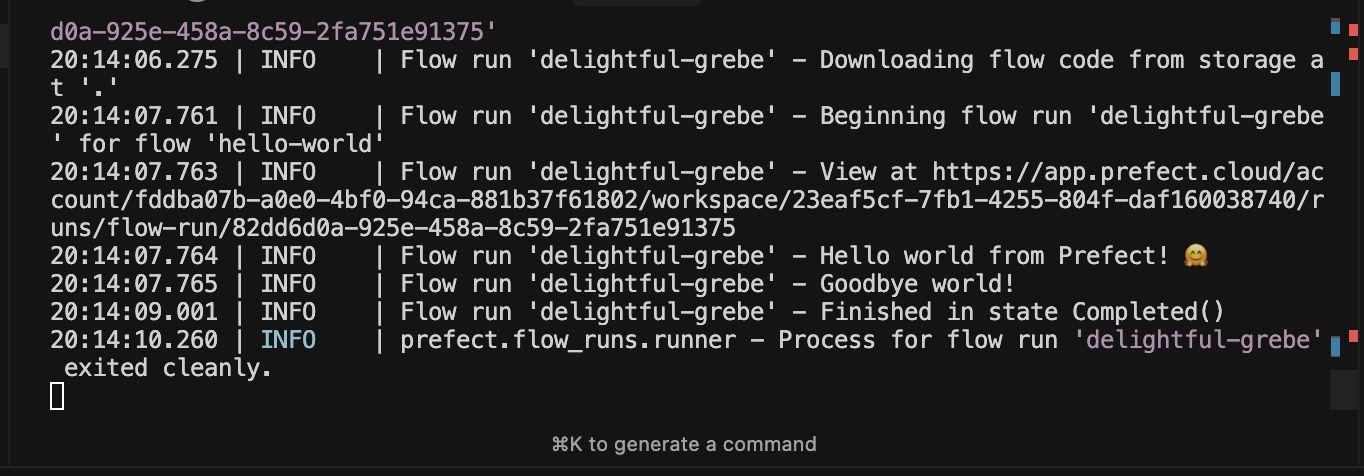 d0a-925e-458a-8c59-2fa751e91375'
20:14:06.275 | INFO    | Flow run 'delightful-grebe' - Downloading flow code from storage a
t '.'
20:14:07.761 | INFO    | Flow run 'delightful-grebe' - Beginning flow run 'delightful-grebe
' for flow 'hello-world'
20:14:07.763 | INFO    | Flow run 'delightful-grebe' - View at https://app.prefect.cloud/ac
count/fddba07b-a0e0-4bf0-94ca-881b37f61802/workspace/23eaf5cf-7fb1-4255-804f-daf160038740/r
uns/flow-run/82dd6d0a-925e-458a-8c59-2fa751e91375
20:14:07.764 | INFO    | Flow run 'delightful-grebe' - Hello world from Prefect! 🤗
20:14:07.765 | INFO    | Flow run 'delightful-grebe' - Goodbye world!
20:14:09.001 | INFO    | Flow run 'delightful-grebe' - Finished in state Completed()
20:14:10.260 | INFO    | prefect.flow_runs.runner - Process for flow run 'delightful-grebe'
 exited cleanly.
⌘K to generate a command